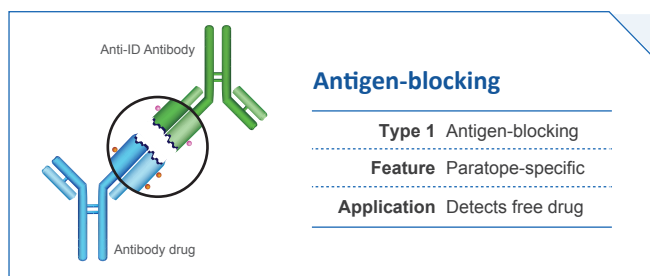 Anti-ID Antibody
Antibody drug
Antigen-blocking
Type 1 Antigen-blocking
Feature Paratope-specific
Application Detects free drug